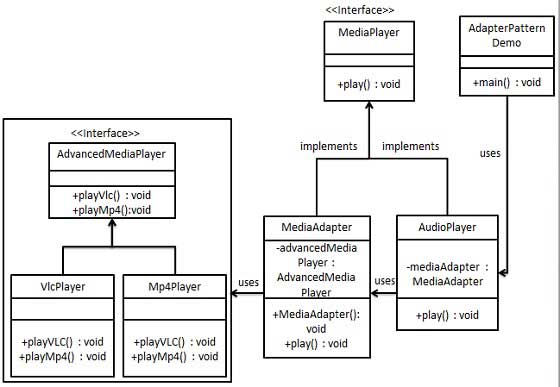 <<Interface>>
MediaPlayer
+play() : void
AdapterPattern
Demo
+main() : void
implements
implements
uses
<<Interface>>
AdvancedMediaPlayer
+playVlc() : void
+playMp4():void
VlcPlayer
+playVLC() : void
+playMp4() : void
Mp4Player
+playVLC() : void
+playMp4() : void
uses
MediaAdapter
-advancedMedia
Player :
AdvancedMedia
Player
+MediaAdapter():
void
+play() : void
uses
AudioPlayer
-mediaAdapter :
MediaAdapter
+play() : void